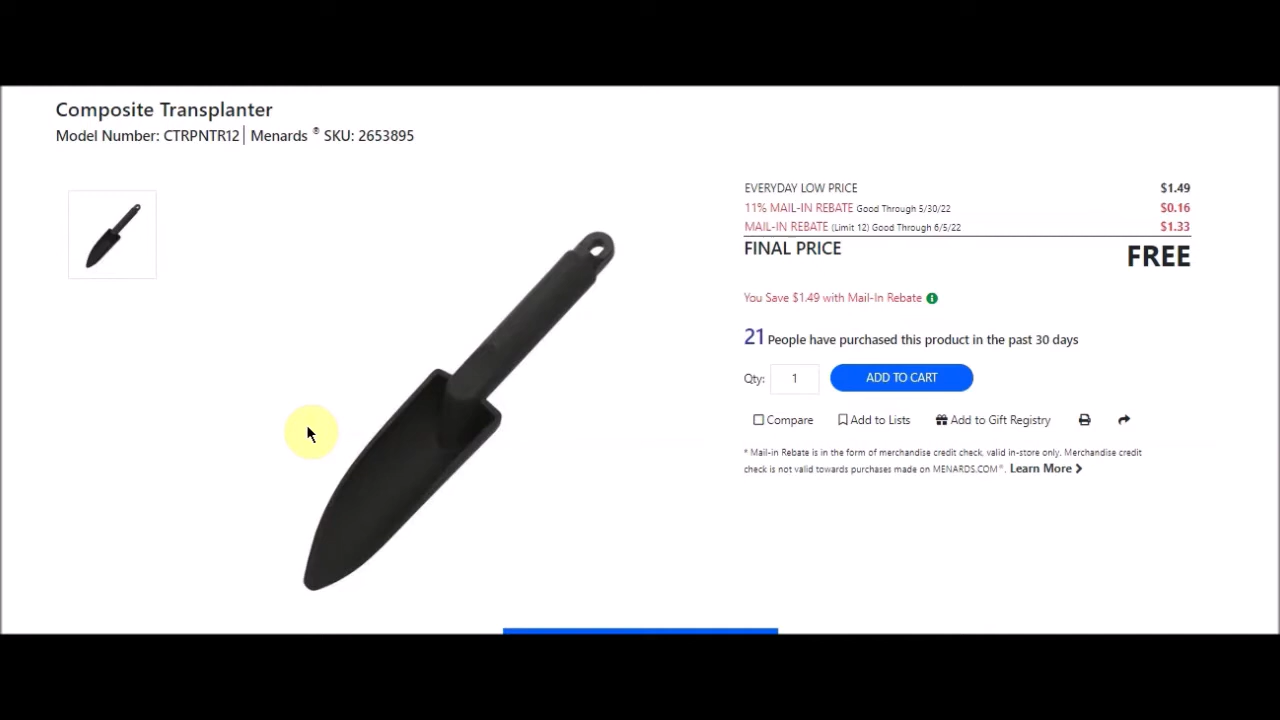 Composite Transplanter
Model Number: CTRPNTR12 | Menards ® SKU: 2653895
EVERYDAY LOW PRICE $1.49
11% MAIL-IN REBATE Good Through 5/30/22 $0.16
MAIL-IN REBATE (Limit 12) Good Through 6/5/22 $1.33
FINAL PRICE FREE
You Save $1.49 with Mail-In Rebate
21 People have purchased this product in the past 30 days
Qty: 1 ADD TO CART
Compare Add to Lists Add to Gift Registry
* Mail-in Rebate is in the form of merchandise credit check, valid in-store only. Merchandise credit
check is not valid towards purchases made on MENARDS.COM®. Learn More